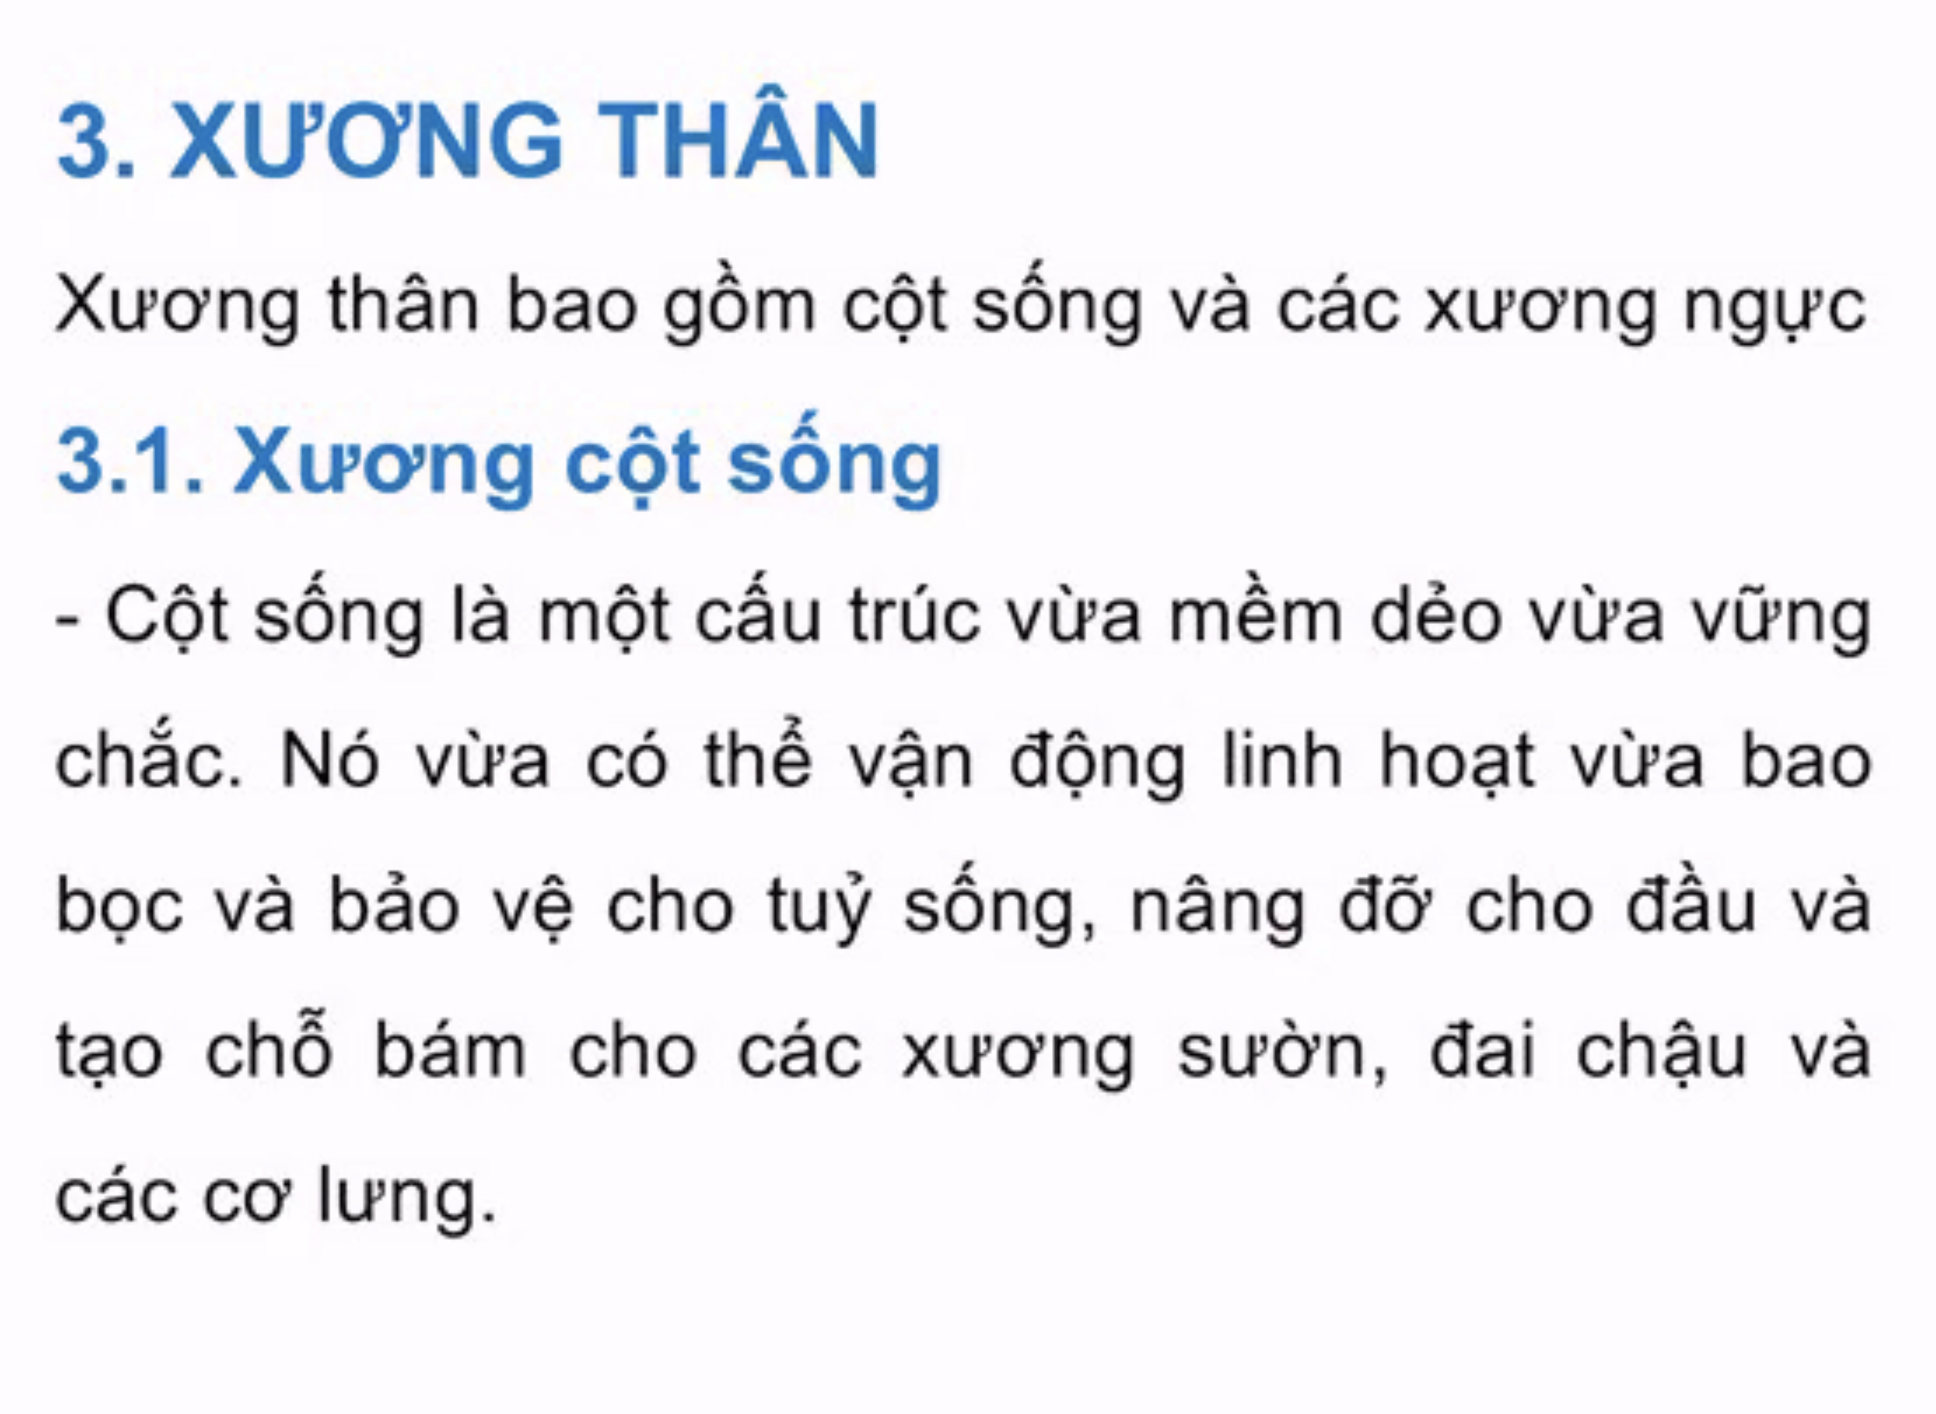 3. XƯƠNG THÂN
Xương thân bao gồm cột sống và các xương ngực
3.1. Xương cột sống
- Cột sống là một cấu trúc vừa mềm dẻo vừa vững
chắc. Nó vừa có thể vận động linh hoạt vừa bao
bọc và bảo vệ cho tuỷ sống, nâng đỡ cho đầu và
tạo chỗ bám cho các xương sườn, đai chậu và
các cơ lưng.